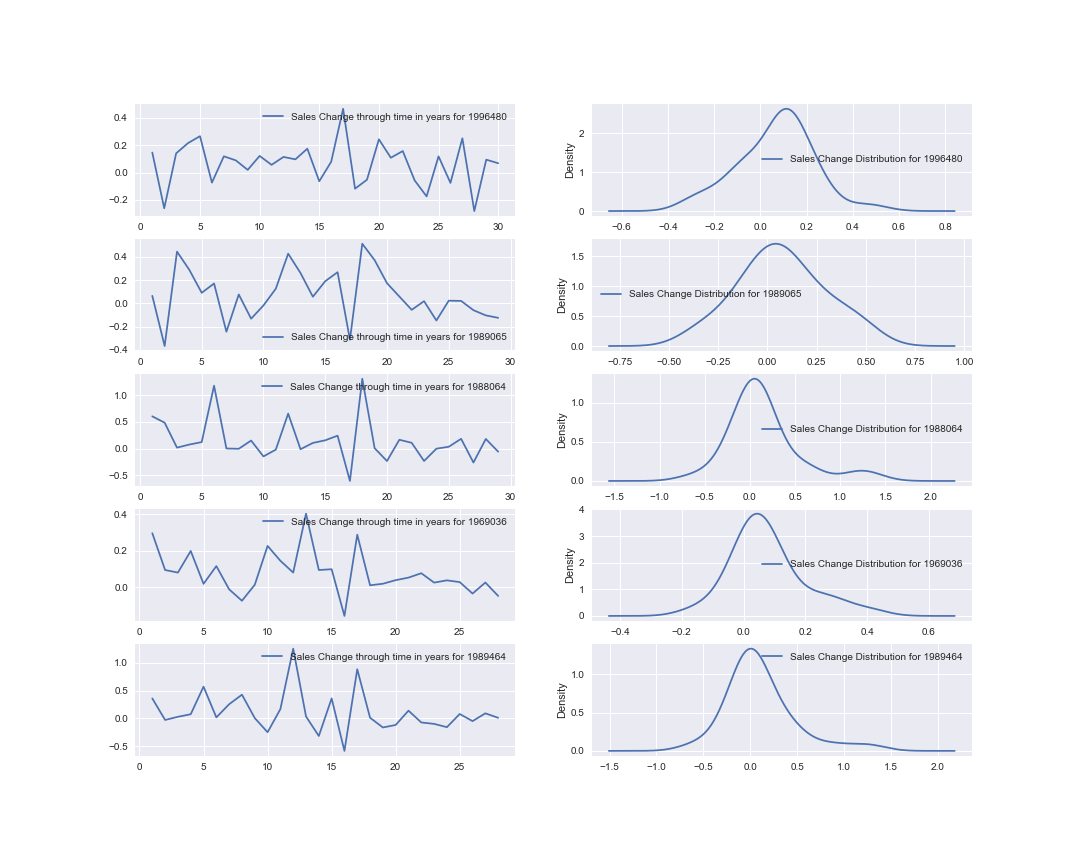 Sales Change through time in years for 1996480
0.4
0.2
0.0
−0.2
0 5 10 15 20 25 30
Sales Change Distribution for 1996480
Density
2
1
0
−0.6 −0.4 −0.2 0.0 0.2 0.4 0.6 0.8
Sales Change through time in years for 1989065
0.4
0.2
0.0
−0.2
−0.4
0 5 10 15 20 25 30
Sales Change Distribution for 1989065
Density
1.5
1.0
0.5
0.0
−0.75 −0.50 −0.25 0.00 0.25 0.50 0.75 1.00
Sales Change through time in years for 1988064
1.0
0.5
0.0
−0.5
0 5 10 15 20 25 30
Sales Change Distribution for 1988064
Density
1.0
0.5
0.0
−1.5 −1.0 −0.5 0.0 0.5 1.0 1.5 2.0
Sales Change through time in years for 1969036
0.4
0.2
0.0
0 5 10 15 20 25
Sales Change Distribution for 1969036
Density
4
3
2
1
0
−0.4 −0.2 0.0 0.2 0.4 0.6
Sales Change through time in years for 1989464
1.0
0.5
0.0
−0.5
0 5 10 15 20 25
Sales Change Distribution for 1989464
Density
1.0
0.5
0.0
−1.5 −1.0 −0.5 0.0 0.5 1.0 1.5 2.0